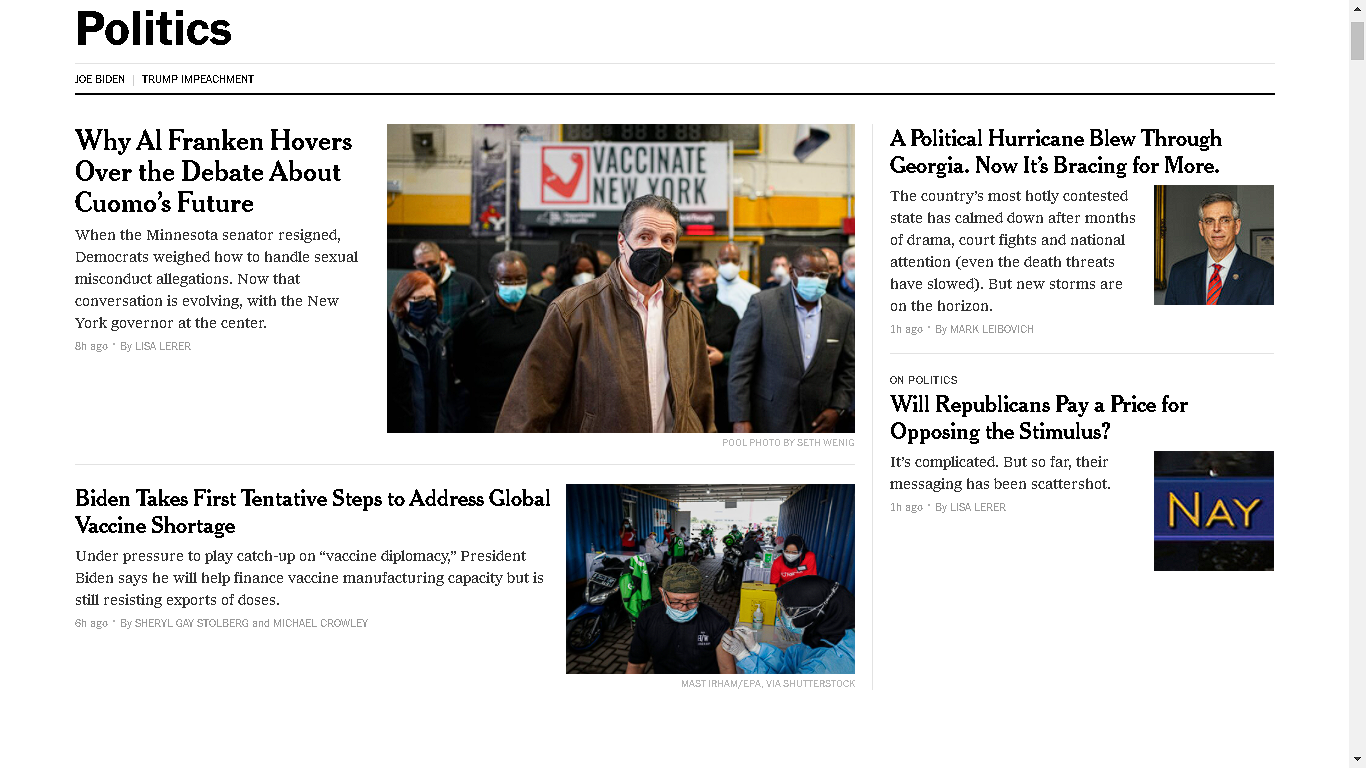 Politics
JOE BIDEN | TRUMP IMPEACHMENT
Why Al Franken Hovers
Over the Debate About
Cuomo’s Future
When the Minnesota senator resigned,
Democrats weighed how to handle sexual
misconduct allegations. Now that
conversation is evolving, with the New
York governor at the center.
8h ago · By LISA LERER
VACCINATE
NEW YORK
POOL PHOTO BY SETH WENIG
Biden Takes First Tentative Steps to Address Global
Vaccine Shortage
Under pressure to play catch-up on “vaccine diplomacy,” President
Biden says he will help finance vaccine manufacturing capacity but is
still resisting exports of doses.
6h ago · By SHERYL GAY STOLBERG and MICHAEL CROWLEY
MAST IRHAM/EPA, VIA SHUTTERSTOCK
A Political Hurricane Blew Through
Georgia. Now It’s Bracing for More.
The country’s most hotly contested
state has calmed down after months
of drama, court fights and national
attention (even the death threats
have slowed). But new storms are
on the horizon.
1h ago · By MARK LEIBOVICH
ON POLITICS
Will Republicans Pay a Price for
Opposing the Stimulus?
It’s complicated. But so far, their
messaging has been scattershot.
1h ago · By LISA LERER
NAY